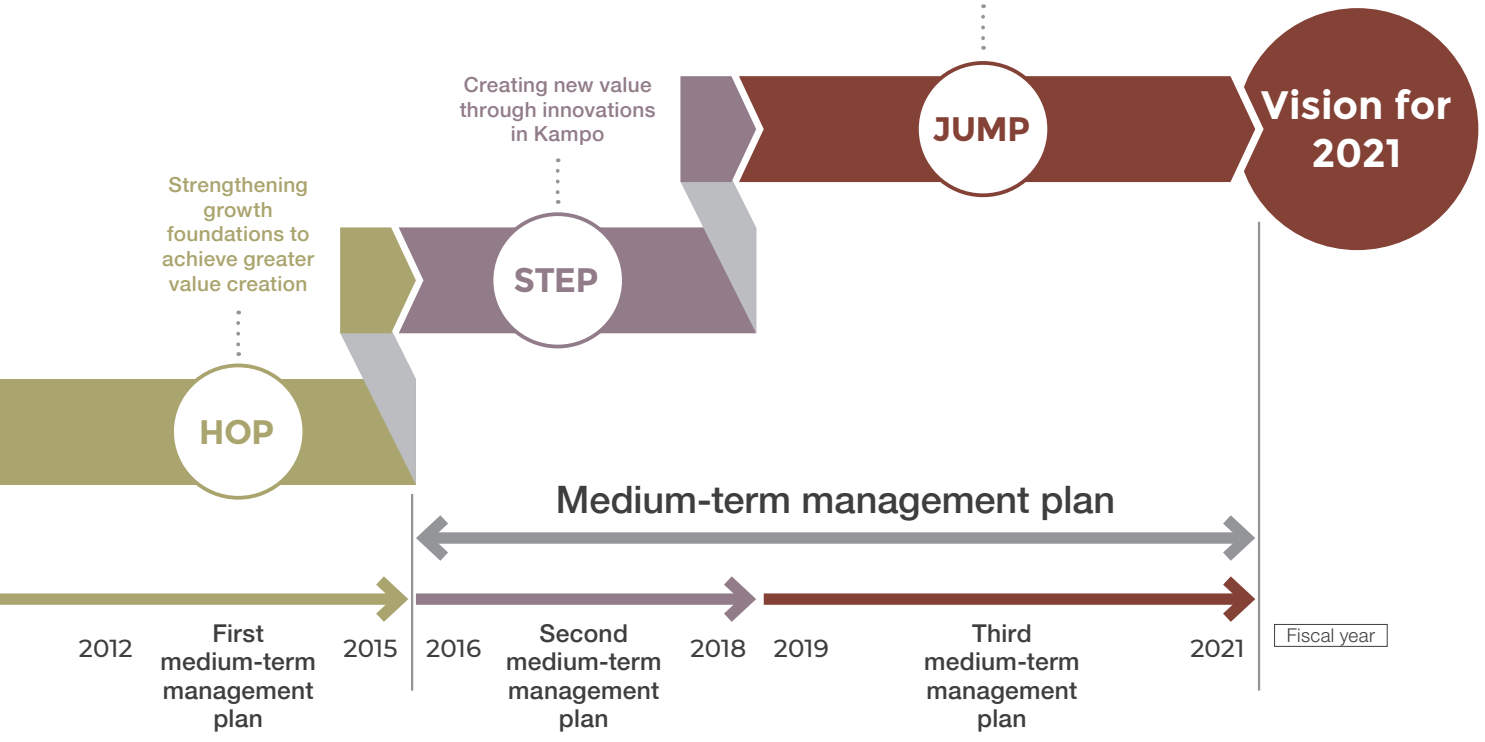 Vision for
2021
JUMP
Creating new value
through innovations
in Kampo
STEP
Strengthening
growth
foundations to
achieve greater
value creation
HOP
Medium-term management plan
2012
First
medium-term
management
plan
2015
2016
Second
medium-term
management
plan
2018
2019
Third
medium-term
management
plan
2021
Fiscal year